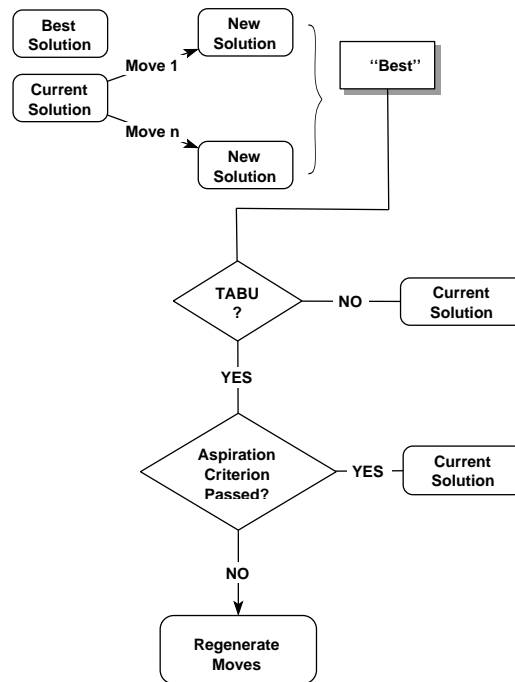 Best
Solution
New
Solution
Move 1
Current
Solution
Move n
New
Solution
"Best"
TABU
?
NO
Current
Solution
YES
Aspiration
Criterion
Passed?
YES
Current
Solution
NO
Regenerate
Moves